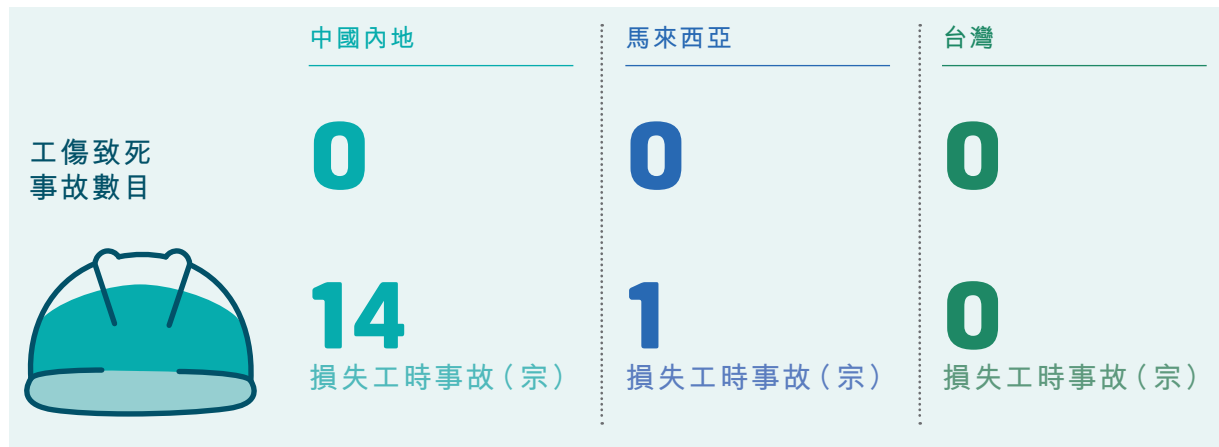 中國內地
馬來西亞
台灣
工傷致死
事故數目
0
0
0
14
1
0
損失工時事故（宗）
損失工時事故（宗）
損失工時事故（宗）